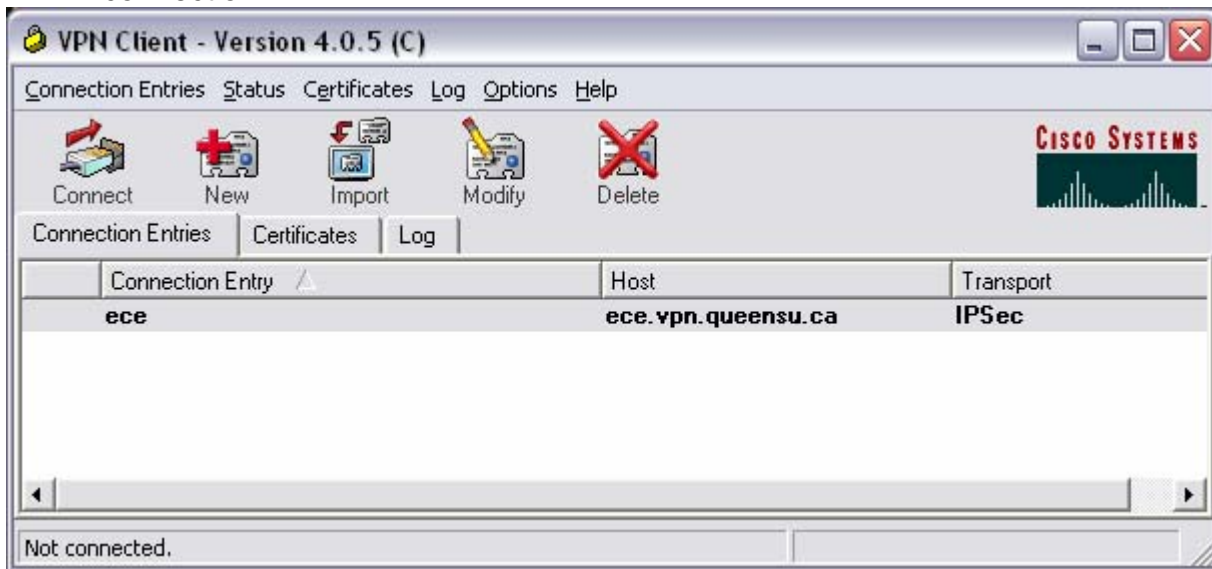 VPN Client - Version 4.0.5 (C)
Connection Entries Status Certificates Log Options Help
CISCO SYSTEMS
Connect New Import Modify Delete
Connection Entries Certificates Log
Connection Entry Host Transport
ece ece.vpn.queensu.ca IPSec
Not connected.